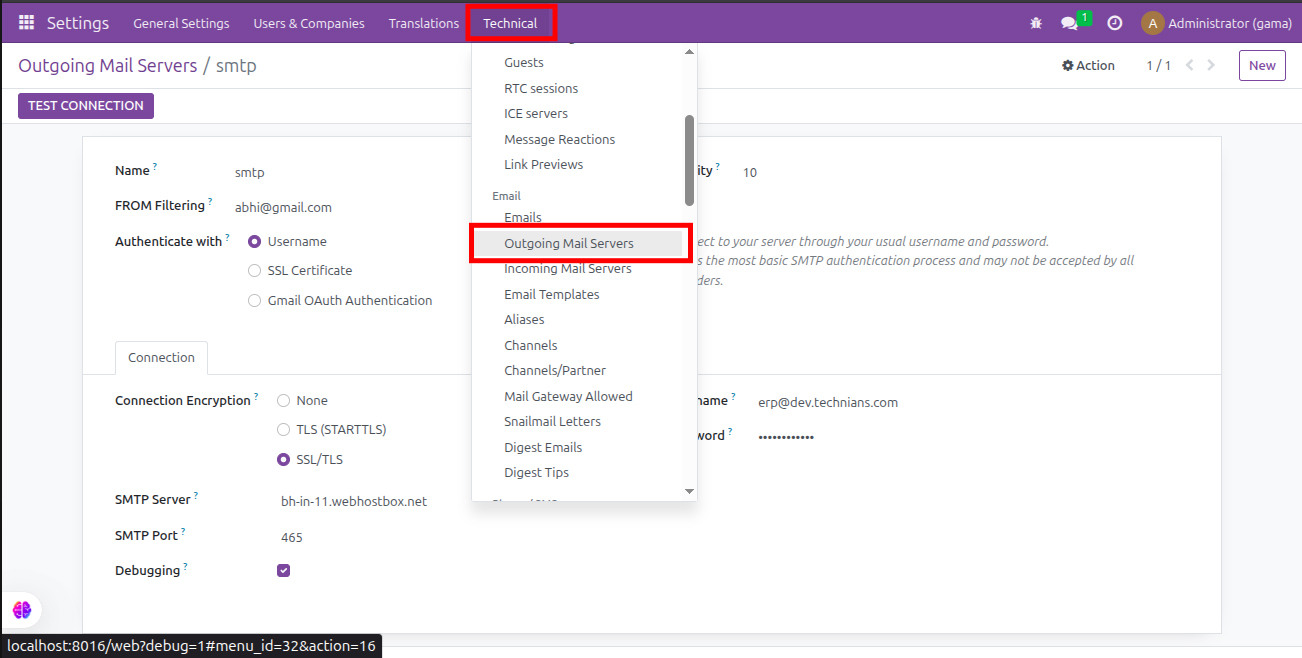 Settings General Settings Users & Companies Translations Technical 1 A Administrator (gama)
Outgoing Mail Servers / smtp Action 1 / 1 New
TEST CONNECTION
Guests
RTC sessions
ICE servers
Message Reactions
Link Previews
Email
Emails
Outgoing Mail Servers
Incoming Mail Servers
Email Templates
Aliases
Channels
Channels/Partner
Mail Gateway Allowed
Snailmail Letters
Digest Emails
Digest Tips
Name ? smtp
ity ? 10
FROM Filtering ? abhi@gmail.com
Authenticate with ? Username
SSL Certificate
Gmail OAuth Authentication
ect to your server through your usual username and password.
s the most basic SMTP authentication process and may not be accepted by all
ders.
Connection
Connection Encryption ? None
TLS (STARTTLS)
SSL/TLS
name ? erp@dev.technians.com
word ? ••••••••••••
SMTP Server ? bh-in-11.webhostbox.net
SMTP Port ? 465
Debugging ?
localhost:8016/web?debug=1#menu_id=32&action=16